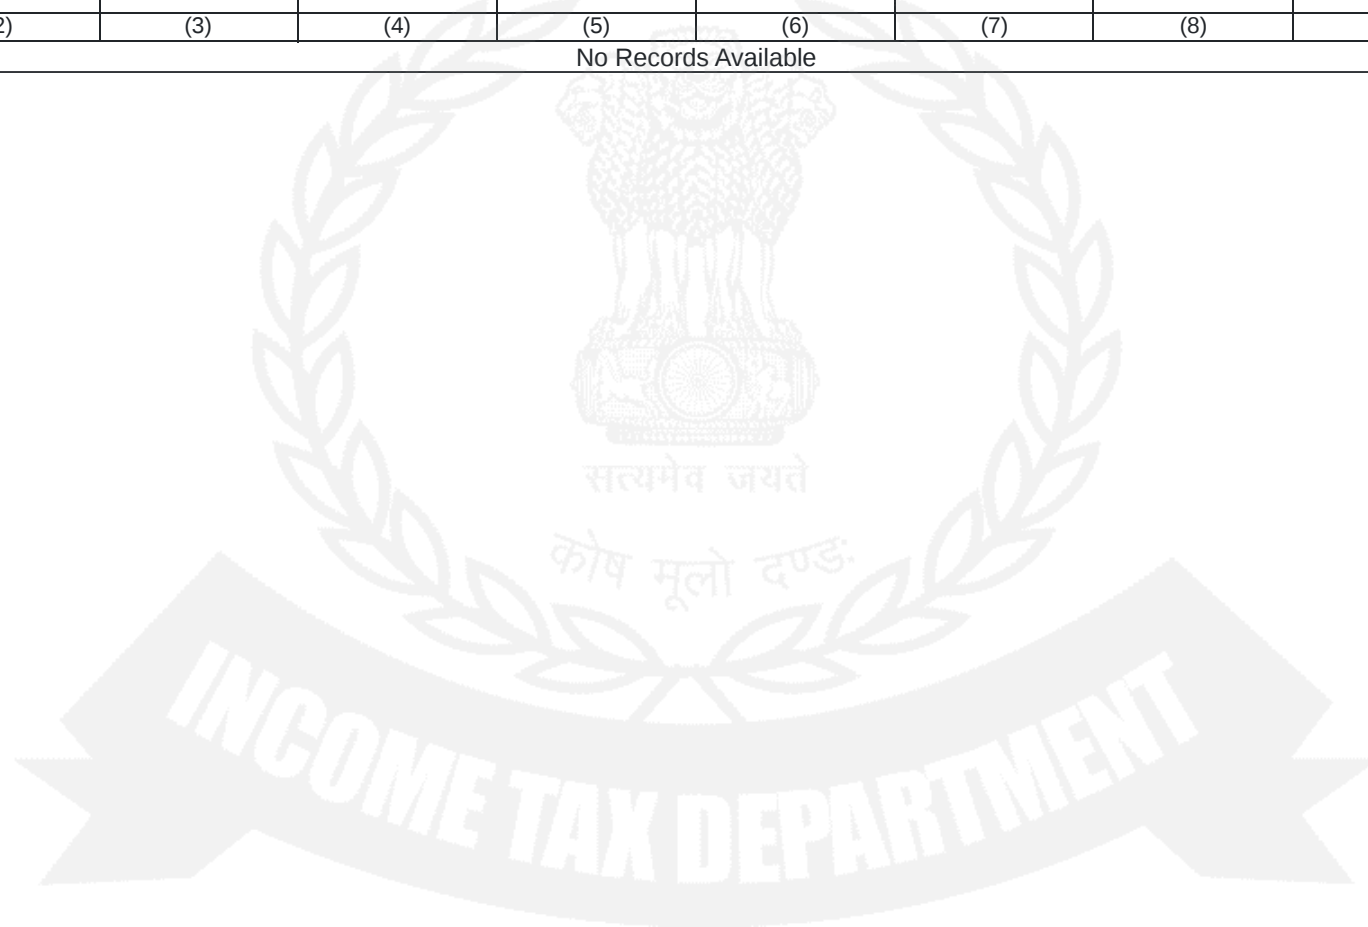 2) (3) (4) (5) (6) (7) (8)
No Records Available
सत्यमेव जयते
कोष मूलो दण्डः
INCOME TAX DEPARTMENT